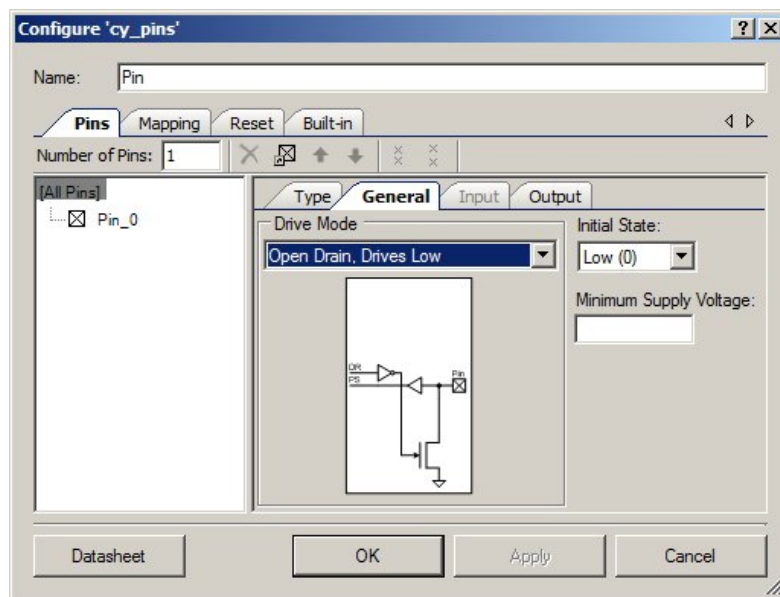 Configure 'cy_pins'
Name: Pin
Pins Mapping Reset Built-in
Number of Pins: 1
[All Pins]
Pin_0
Type General Input Output
Drive Mode
Open Drain, Drives Low
Initial State:
Low (0)
Minimum Supply Voltage:
DR
PS
Pin
Datasheet OK Apply Cancel